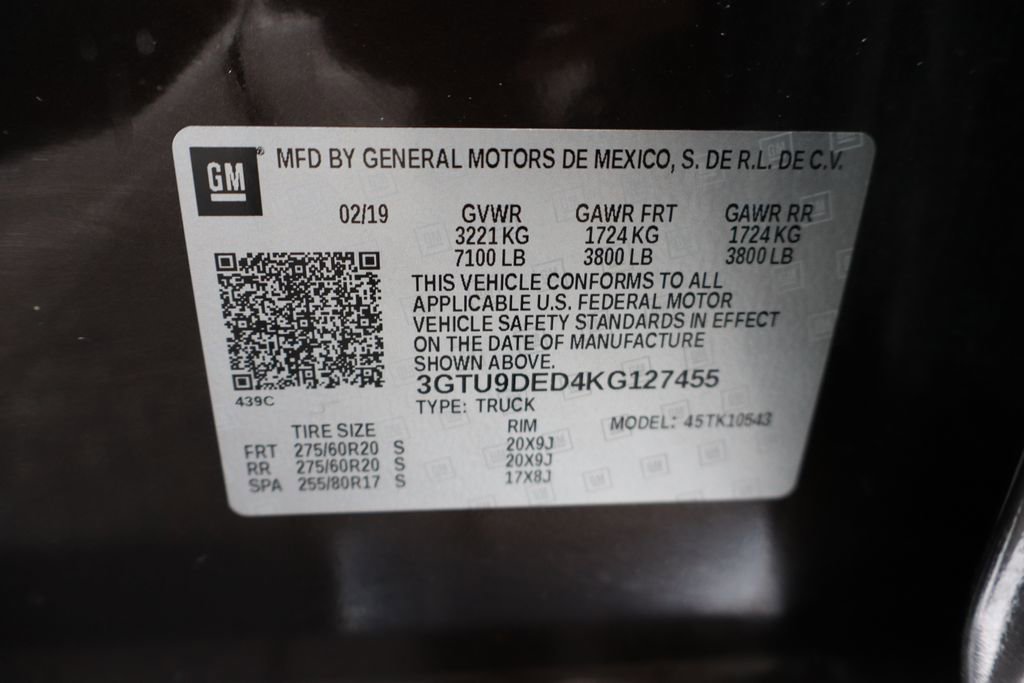 GM® MFD BY GENERAL MOTORS DE MEXICO, S. DE R.L. DE C.V.
02/19 GVWR GAWR FRT GAWR RR
3221 KG 1724 KG 1724 KG
7100 LB 3800 LB 3800 LB
THIS VEHICLE CONFORMS TO ALL
APPLICABLE U.S. FEDERAL MOTOR
VEHICLE SAFETY STANDARDS IN EFFECT
ON THE DATE OF MANUFACTURE
SHOWN ABOVE.
3GTU9DED4KG127455
439C
TYPE: TRUCK
MODEL: 45TK10543
TIRE SIZE RIM
FRT 275/60R20 S 20X9J
RR 275/60R20 S 20X9J
SPA 255/80R17 S 17X8J